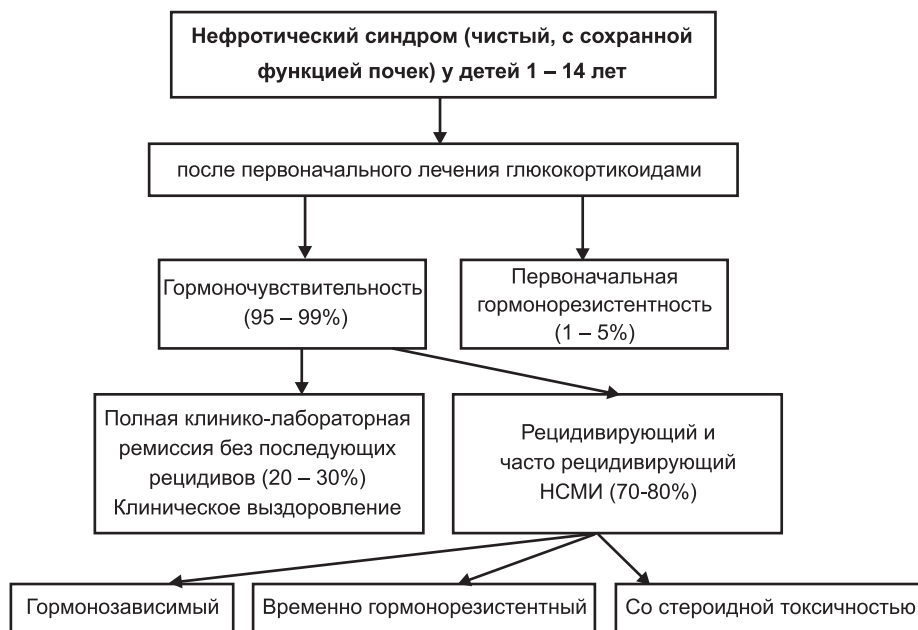 Нефротический синдром (чистый, с сохранной
функцией почек) у детей 1 – 14 лет
после первоначального лечения глюкокортикоидами
Гормоночувствительность
(95 – 99%)
Первоначальная
гормонорезистентность
(1 – 5%)
Полная клинико-лабораторная
ремиссия без последующих
рецидивов (20 – 30%)
Клиническое выздоровление
Рецидивирующий и
часто рецидивирующий
НСМИ (70-80%)
Гормонозависимый
Временно гормонорезистентный
Со стероидной токсичностью